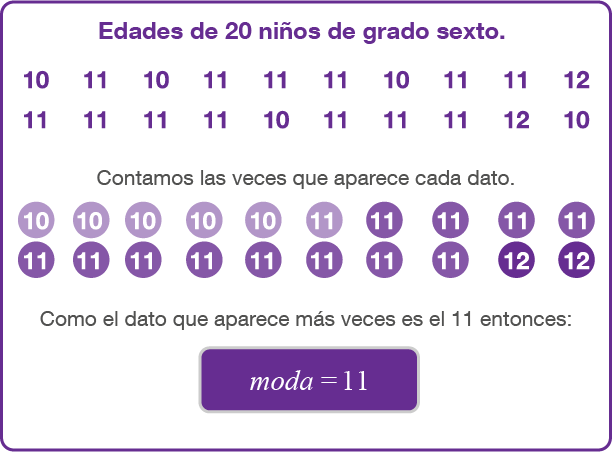 Edades de 20 niños de grado sexto.
10 11 10 11 11 11 10 11 11 12
11 11 11 11 10 11 11 11 12 10
Contamos las veces que aparece cada dato.
10 10 10 10 10 11 11 11 11 11
11 11 11 11 11 11 11 11 12 12
Como el dato que aparece más veces es el 11 entonces:
moda = 11